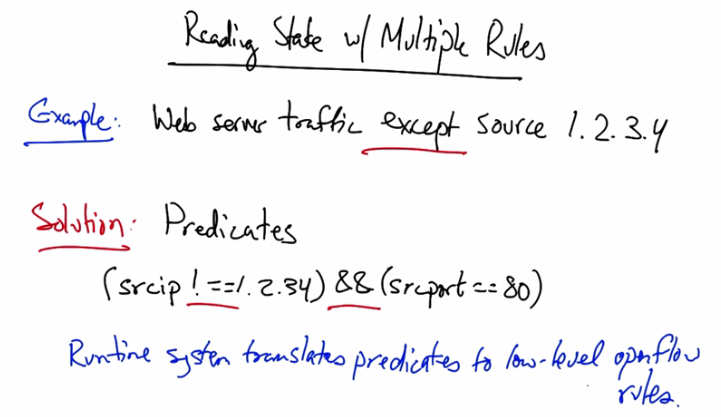 Reading State w/ Multiple Rules
Example: Web server traffic except source 1.2.3.4
Solution: Predicates
(srcip !==1.2.34) && (srcport == 80)
Runtime system translates predicates to low-level openflow
rules.